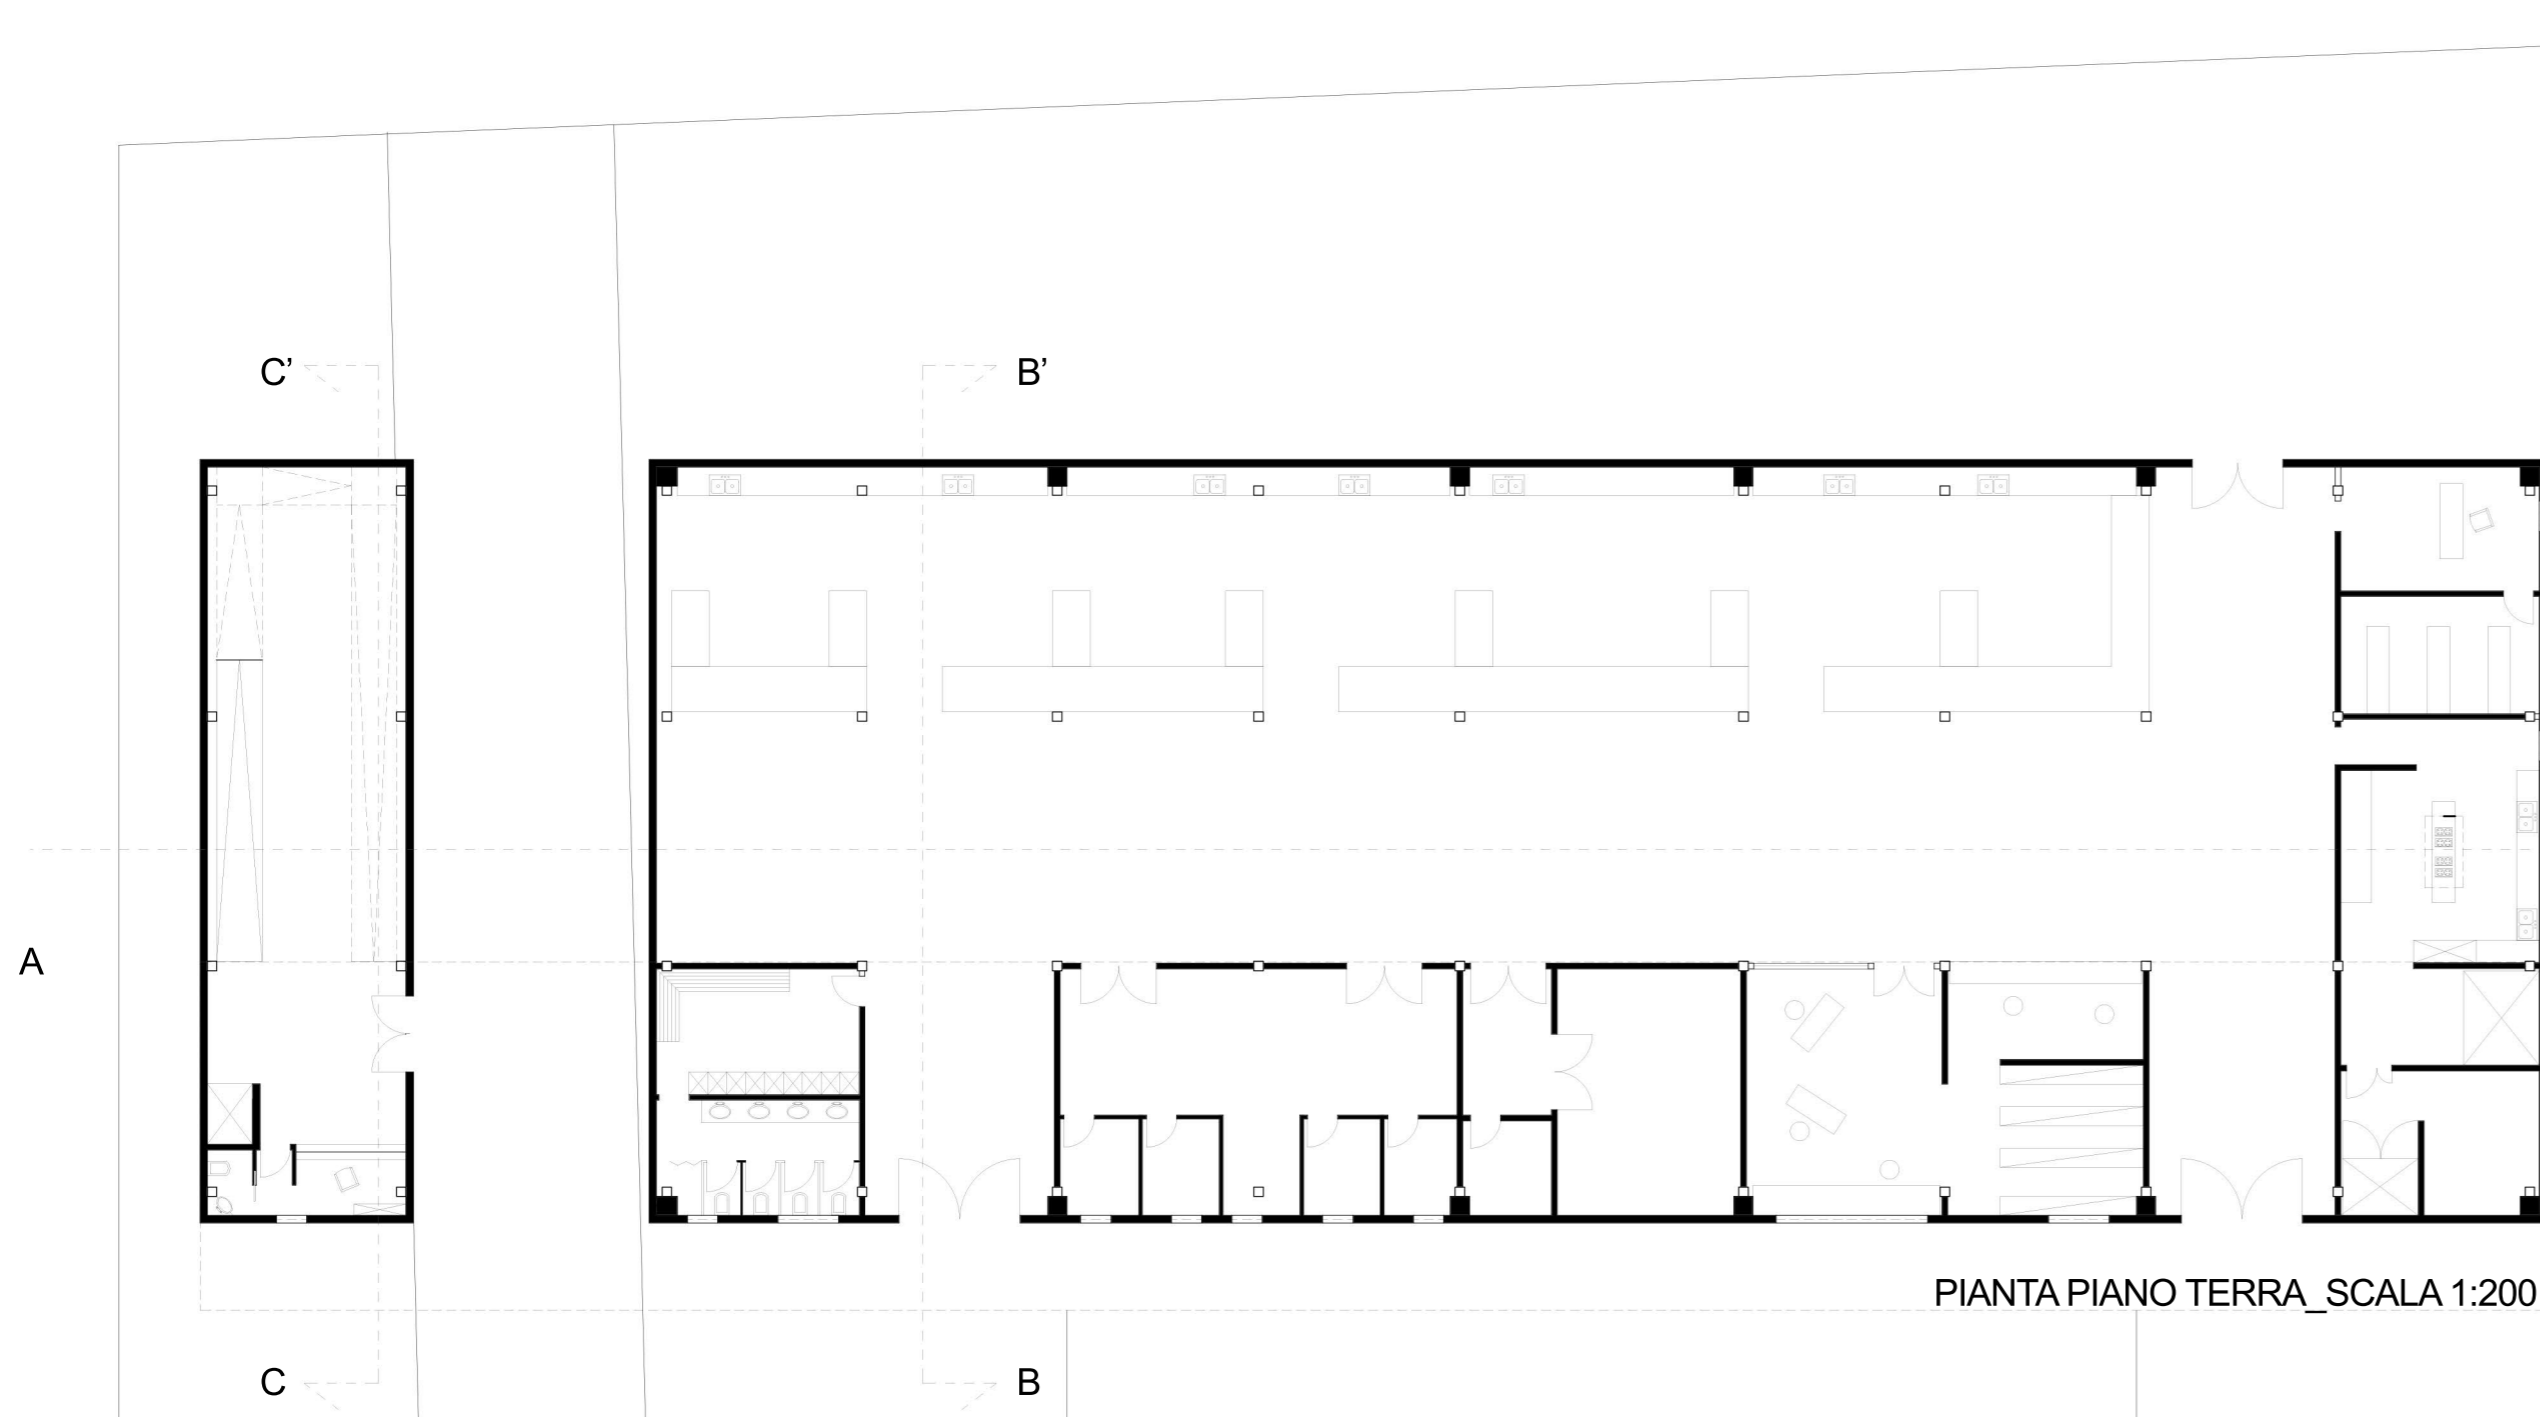 C’
B’
A
PIANTA PIANO TERRA_SCALA 1:200
C
B